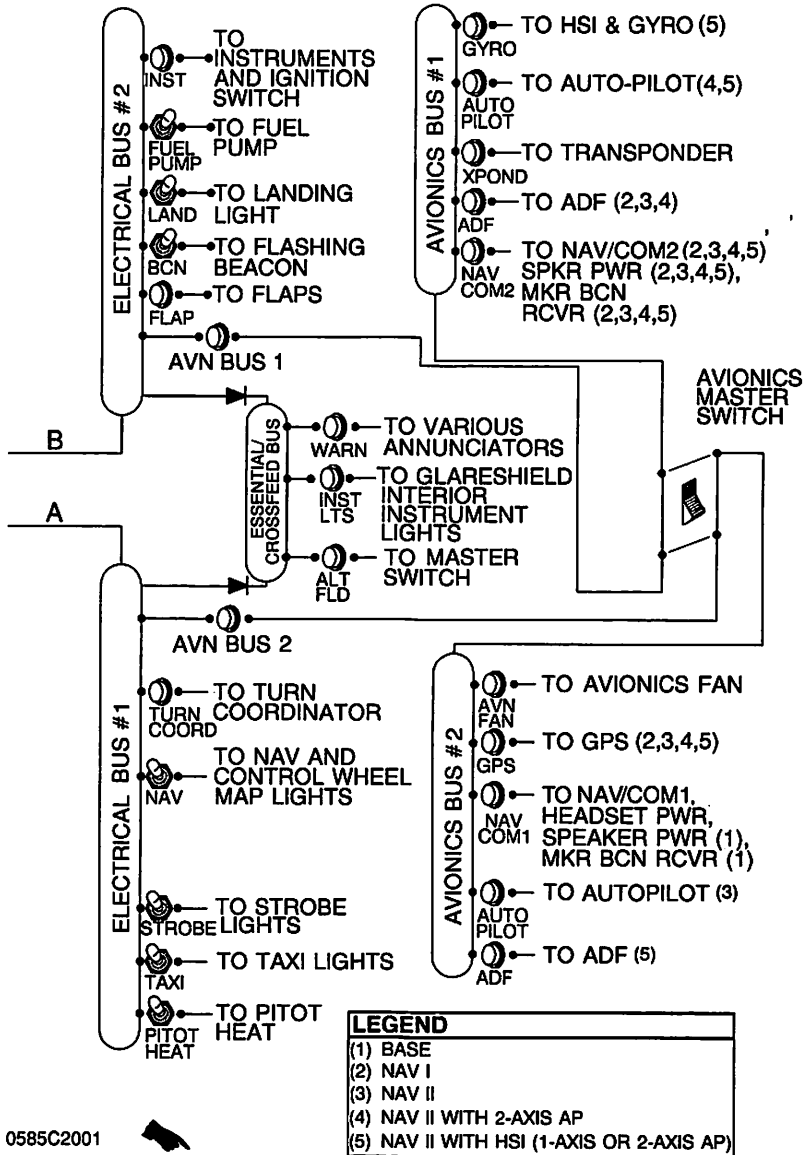 ELECTRICAL BUS #2
INST
TO
INSTRUMENTS
AND IGNITION
SWITCH
FUEL
PUMP
TO FUEL
PUMP
LAND
TO LANDING
LIGHT
BCN
TO FLASHING
BEACON
FLAP
TO FLAPS
AVN BUS 1
B
A
ESSENTIAL/
CROSSFEED BUS
WARN
TO VARIOUS
ANNUNCIATORS
INST
LTS
TO GLARESHIELD
INTERIOR
INSTRUMENT
LIGHTS
ALT
FLD
TO MASTER
SWITCH
AVIONICS BUS #1
GYRO
TO HSI & GYRO (5)
AUTO
PILOT
TO AUTO-PILOT(4,5)
XPOND
TO TRANSPONDER
ADF
TO ADF (2,3,4)
NAV
COM2
TO NAV/COM2 (2,3,4,5)
SPKR PWR (2,3,4,5),
MKR BCN
RCVR (2,3,4,5)
AVIONICS
MASTER
SWITCH
ELECTRICAL BUS #1
AVN BUS 2
TURN
COORD
TO TURN
COORDINATOR
NAV
TO NAV AND
CONTROL WHEEL
MAP LIGHTS
STROBE
TO STROBE
LIGHTS
TAXI
TO TAXI LIGHTS
PITOT
HEAT
TO PITOT
HEAT
AVIONICS BUS #2
AVN
FAN
TO AVIONICS FAN
GPS
TO GPS (2,3,4,5)
NAV
COM1
TO NAV/COM1,
HEADSET PWR,
SPEAKER PWR (1),
MKR BCN RCVR (1)
AUTO
PILOT
TO AUTOPILOT (3)
ADF
TO ADF (5)
LEGEND
(1) BASE
(2) NAV I
(3) NAV II
(4) NAV II WITH 2-AXIS AP
(5) NAV II WITH HSI (1-AXIS OR 2-AXIS AP)
0585C2001